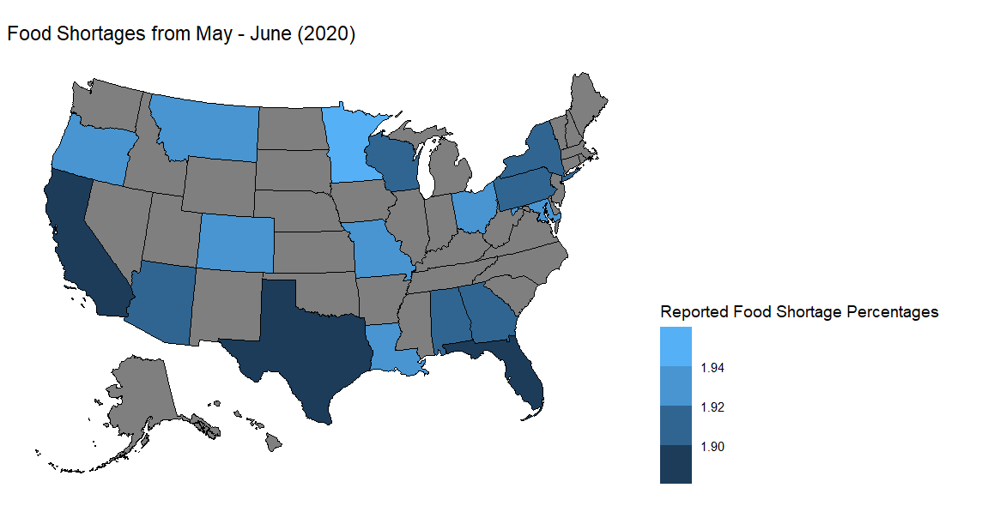 Food Shortages from May - June (2020)
Reported Food Shortage Percentages
1.94
1.92
1.90